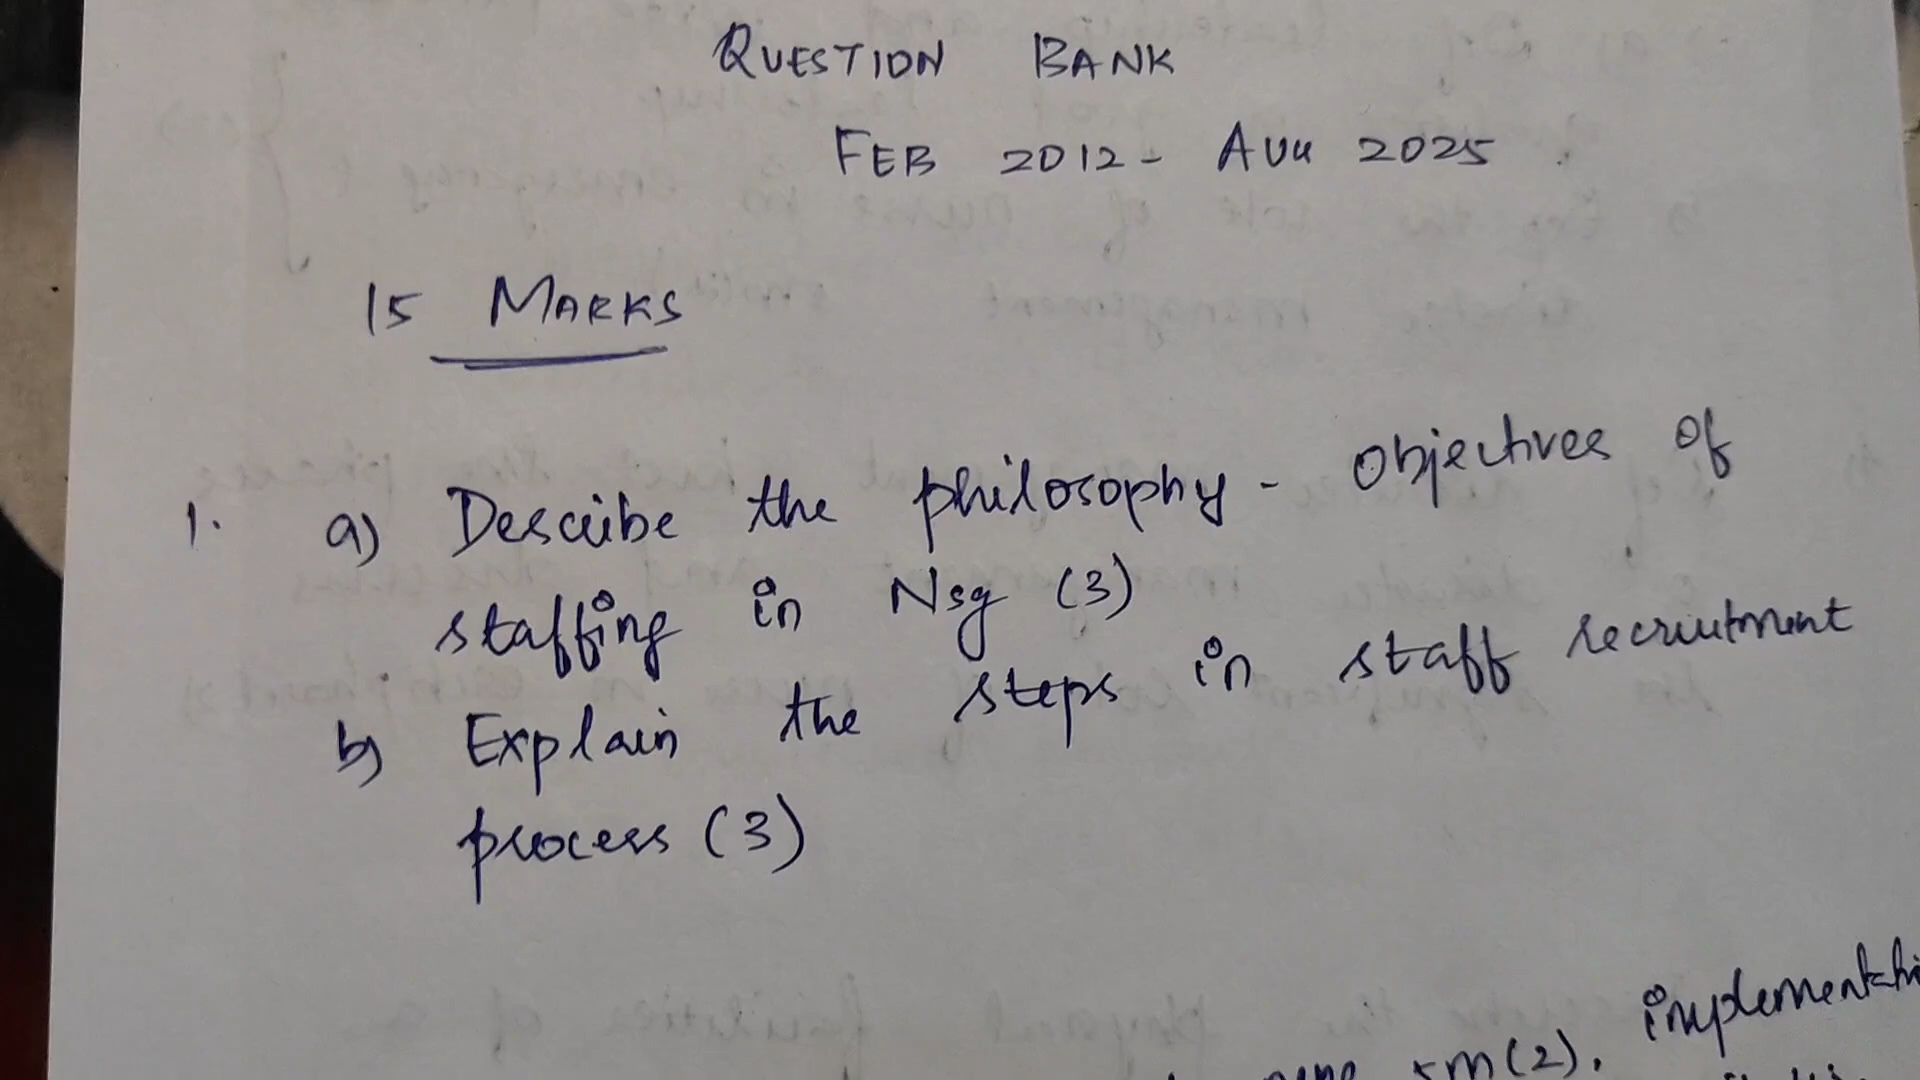 QUESTION BANK
FEB 2012 - AUG 2025
15 MARKS
1. a) Describe the philosophy - objectives of
staffing in Nsg (3)
b) Explain the steps in staff recruitment
process (3)
(2).